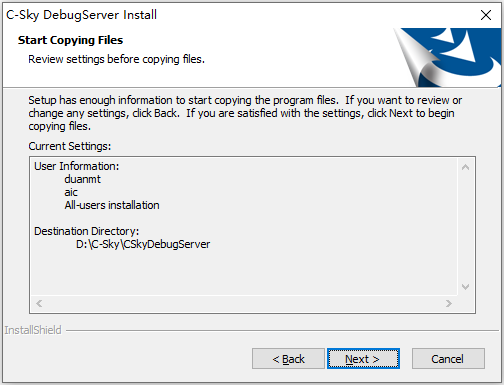 C-Sky DebugServer Install
Start Copying Files
Review settings before copying files.
Setup has enough information to start copying the program files.  If you want to review or
change any settings, click Back.  If you are satisfied with the settings, click Next to begin
copying files.
Current Settings:
User Information:
duanmt
aic
All-users installation
Destination Directory:
D:\C-Sky\CSkyDebugServer
InstallShield
< Back
Next >
Cancel